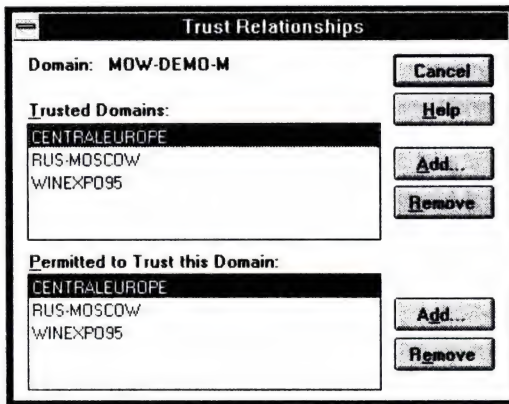 Trust Relationships
Domain: MOW-DEMO-M
Cancel
Help
Trusted Domains:
CENTRALEUROPE
RUS-MOSCOW
WINEXPO95
Add...
Remove
Permitted to Trust this Domain:
CENTRALEUROPE
RUS-MOSCOW
WINEXPO95
Add...
Remove